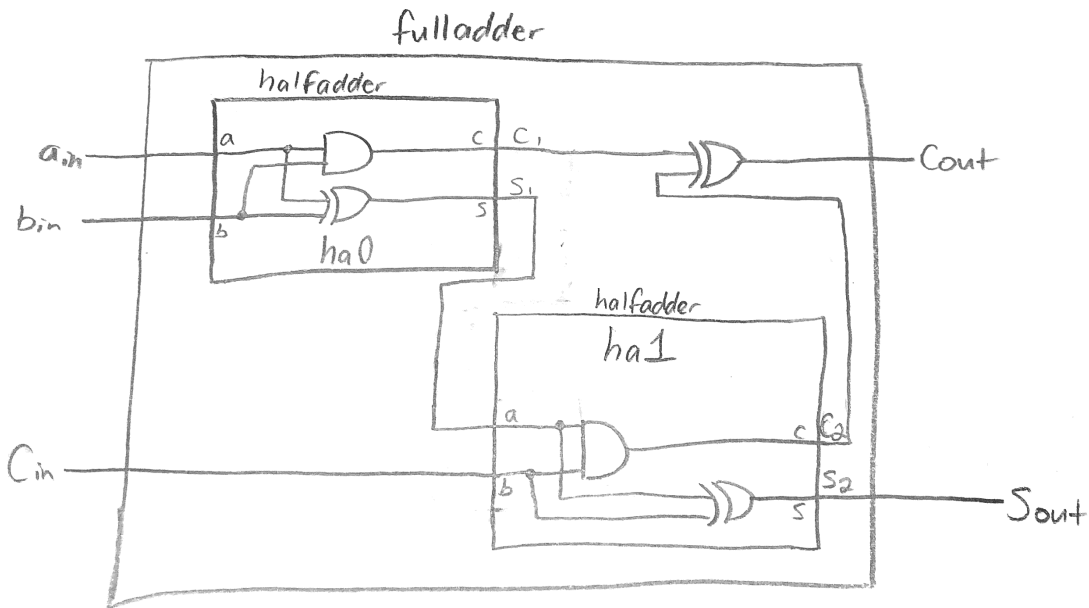 fulladder
halfadder
ain
a
c
C1
Cout
bin
b
s
S1
ha0
halfadder
ha1
a
c
C2
Cin
b
s
S2
Sout